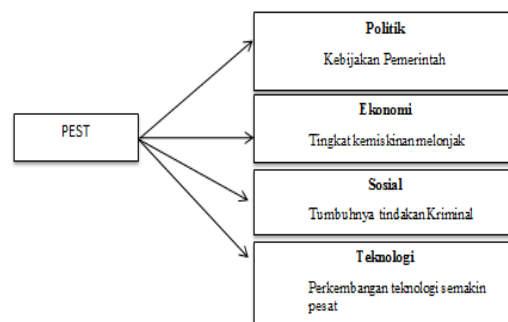 PEST
Politik
Kebijakan Pemerintah
Ekonomi
Tingkat kemiskinan melonjak
Sosial
Tumbuhnya tindakan Kriminal
Teknologi
Perkembangan teknologi semakin
pesat